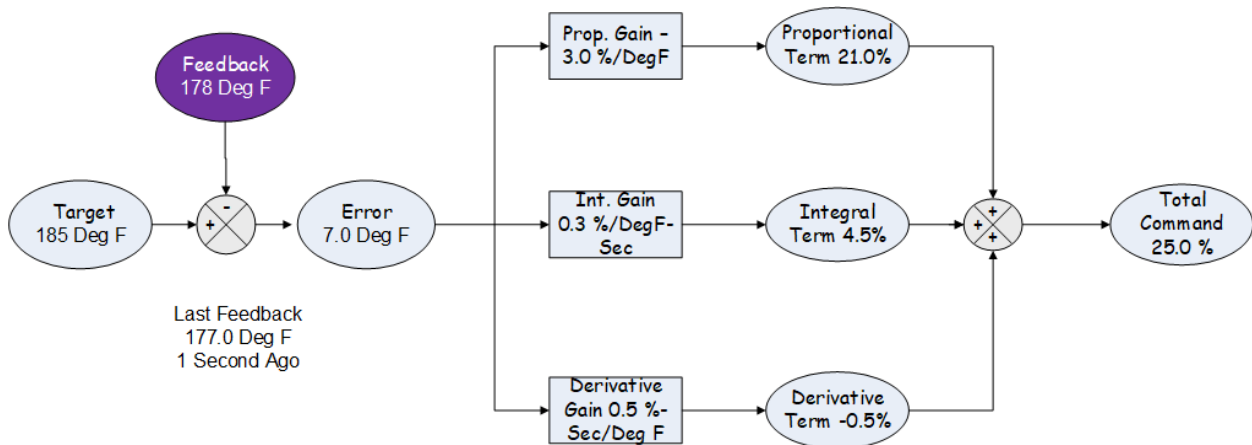 Feedback
178 Deg F
Target
185 Deg F
-
+
Error
7.0 Deg F
Last Feedback
177.0 Deg F
1 Second Ago
Prop. Gain –
3.0 %/DegF
Proportional
Term 21.0%
Int. Gain
0.3 %/DegF-
Sec
Integral
Term 4.5%
Derivative
Gain 0.5 %-
Sec/Deg F
Derivative
Term -0.5%
+
+
+
Total
Command
25.0 %